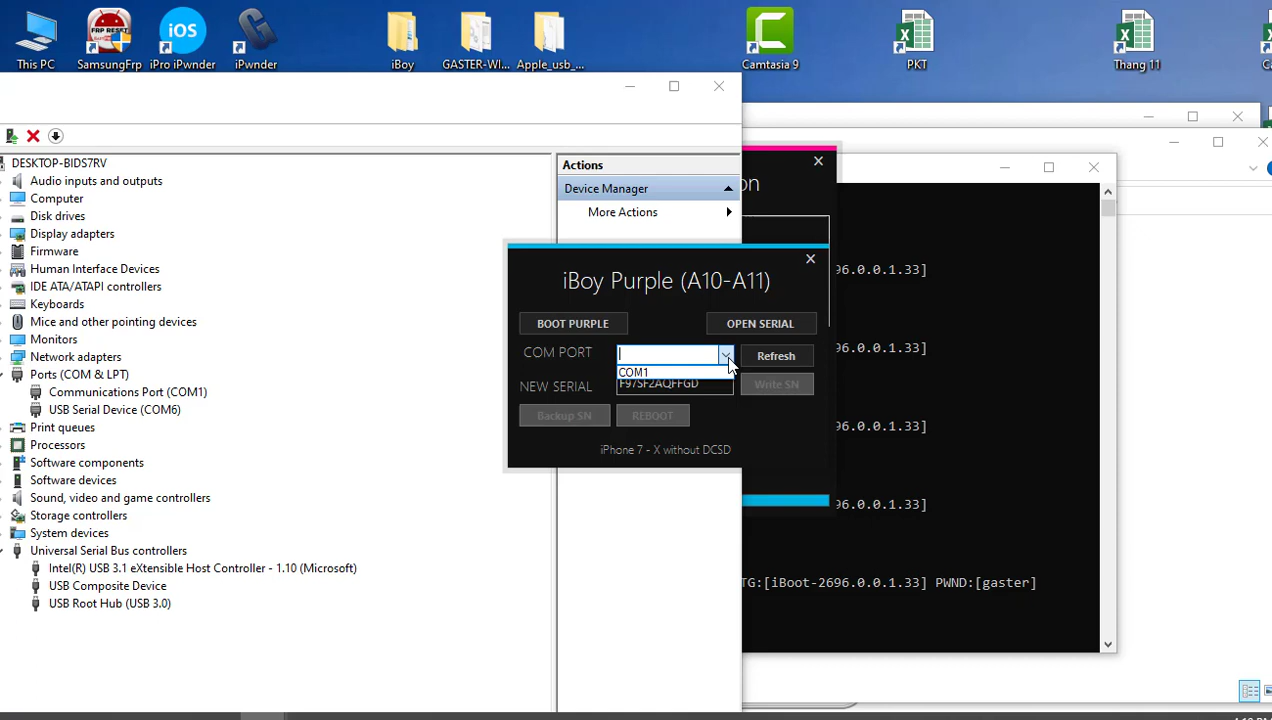 This PC
SamsungFrp
iPro iPwnder
iPwnder
iBoy
GASTER-WI...
Apple_usb_...
Camtasia 9
PKT
Thang 11
FRP RESET
iOS
DESKTOP-BIDS7RV
Audio inputs and outputs
Computer
Disk drives
Display adapters
Firmware
Human Interface Devices
IDE ATA/ATAPI controllers
Keyboards
Mice and other pointing devices
Monitors
Network adapters
Ports (COM & LPT)
Communications Port (COM1)
USB Serial Device (COM6)
Print queues
Processors
Software components
Software devices
Sound, video and game controllers
Storage controllers
System devices
Universal Serial Bus controllers
Intel(R) USB 3.1 eXtensible Host Controller - 1.10 (Microsoft)
USB Composite Device
USB Root Hub (USB 3.0)
Actions
Device Manager
More Actions
on
iBoy Purple (A10-A11)
BOOT PURPLE
OPEN SERIAL
COM PORT
Refresh
COM1
NEW SERIAL
F97SF2AQFFGD
Write SN
Backup SN
REBOOT
iPhone 7 - X without DCSD
96.0.0.1.33]
96.0.0.1.33]
96.0.0.1.33]
96.0.0.1.33]
TG:[iBoot-2696.0.0.1.33] PWND:[gaster]